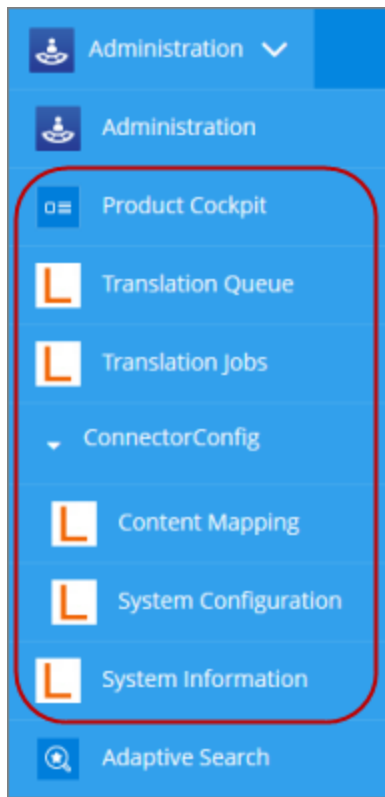 Administration
Administration
Product Cockpit
Translation Queue
Translation Jobs
ConnectorConfig
Content Mapping
System Configuration
System Information
Adaptive Search